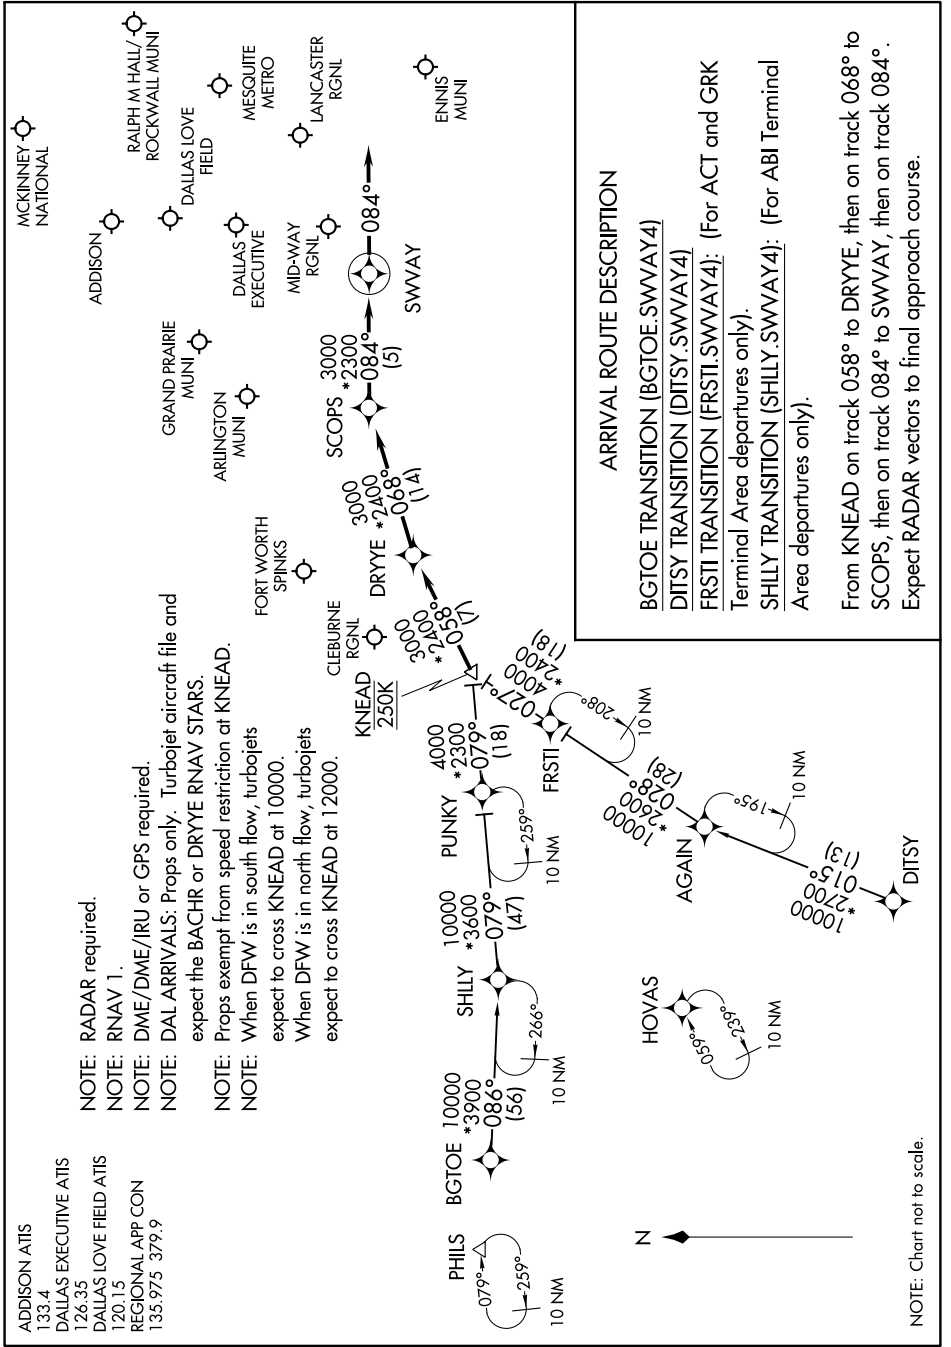 ADDISON ATIS
133.4
DALLAS EXECUTIVE ATIS
126.35
DALLAS LOVE FIELD ATIS
120.15
REGIONAL APP CON
135.975 379.9
NOTE: RADAR required.
NOTE: RNAV 1.
NOTE: DME/DME/IRU or GPS required.
NOTE: DAL ARRIVALS: Props only. Turbojet aircraft file and
expect the BACHR or DRYYE RNAV STARS.
NOTE: Props exempt from speed restriction at KNEAD.
NOTE: When DFW is in south flow, turbojets
expect to cross KNEAD at 10000.
When DFW is in north flow, turbojets
expect to cross KNEAD at 12000.
MCKINNEY
NATIONAL
RALPH M HALL/
ROCKWALL MUNI
ADDISON
DALLAS LOVE
FIELD
MESQUITE
METRO
LANCASTER
RGNL
DALLAS
EXECUTIVE
MID-WAY
RGNL
ENNIS
MUNI
GRAND PRAIRIE
MUNI
ARLINGTON
MUNI
FORT WORTH
SPINKS
CLEBURNE
RGNL
PHILS
079°
259°
10 NM
BGTOE
10000
*3900
086°
(56)
SHLLY
266°
10 NM
10000
*3600
079°
(47)
PUNKY
259°
10 NM
4000
*2300
079°
(18)
KNEAD
250K
3000
*2400
058°
(7)
DRYYE
3000
*2400
068°
(14)
SCOPS
3000
*2300
084°
(5)
SWVAY
084°
027°
4000
*2400
(18)
FRSTI
208°
10 NM
10000
*2600
028°
(28)
AGAIN
195°
10 NM
10000
*2700
015°
(13)
DITSY
HOVAS
059°
239°
10 NM
N
NOTE: Chart not to scale.
ARRIVAL ROUTE DESCRIPTION
BGTOE TRANSITION (BGTOE.SWVAY4)
DITSY TRANSITION (DITSY.SWVAY4)
FRSTI TRANSITION (FRSTI.SWVAY4): (For ACT and GRK
Terminal Area departures only).
SHLLY TRANSITION (SHLLY.SWVAY4): (For ABI Terminal
Area departures only).
From KNEAD on track 058° to DRYYE, then on track 068° to
SCOPS, then on track 084° to SWVAY, then on track 084°.
Expect RADAR vectors to final approach course.